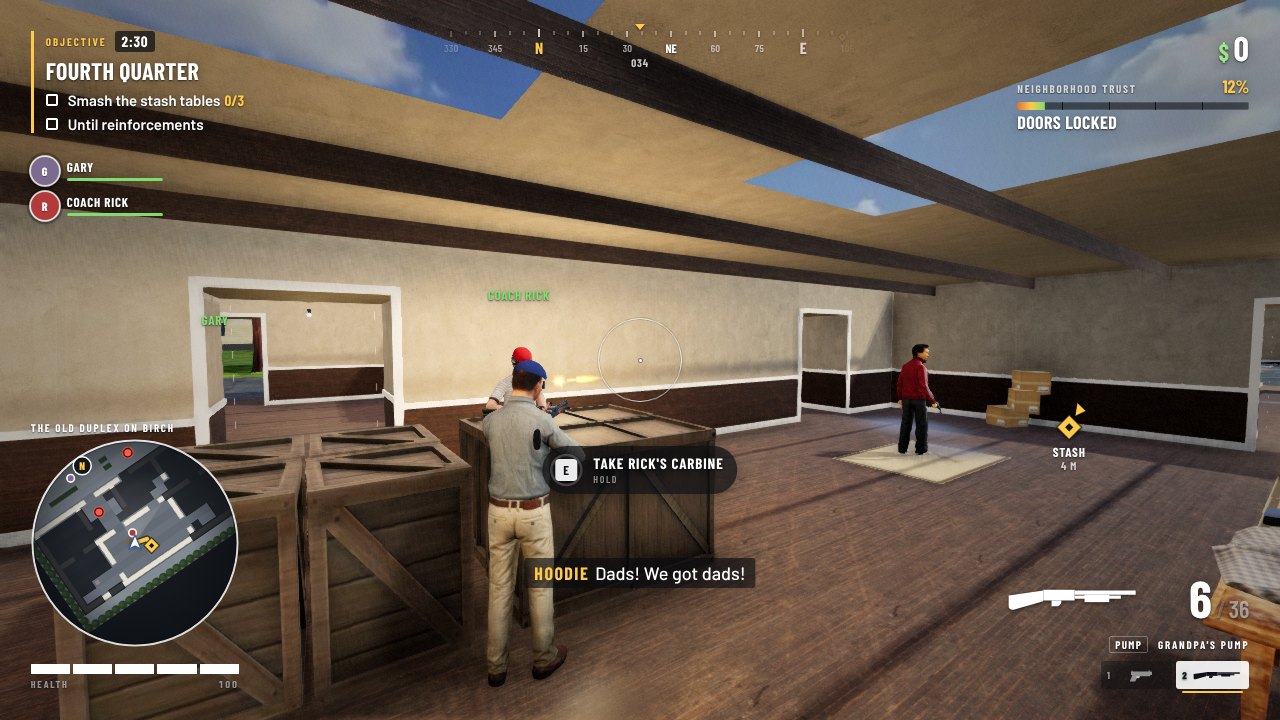 OBJECTIVE 2:30
FOURTH QUARTER
Smash the stash tables 0/3
Until reinforcements
G GARY
R COACH RICK
330 345 N 15 30 NE 60 75 E 105
034
$ 0
NEIGHBORHOOD TRUST 12%
DOORS LOCKED
COACH RICK
GARY
THE OLD DUPLEX ON BIRCH
N
E TAKE RICK'S CARBINE
HOLD
STASH
4 M
HOODIE Dads! We got dads!
6 / 36
PUMP GRANDPA'S PUMP
1 2
HEALTH 100